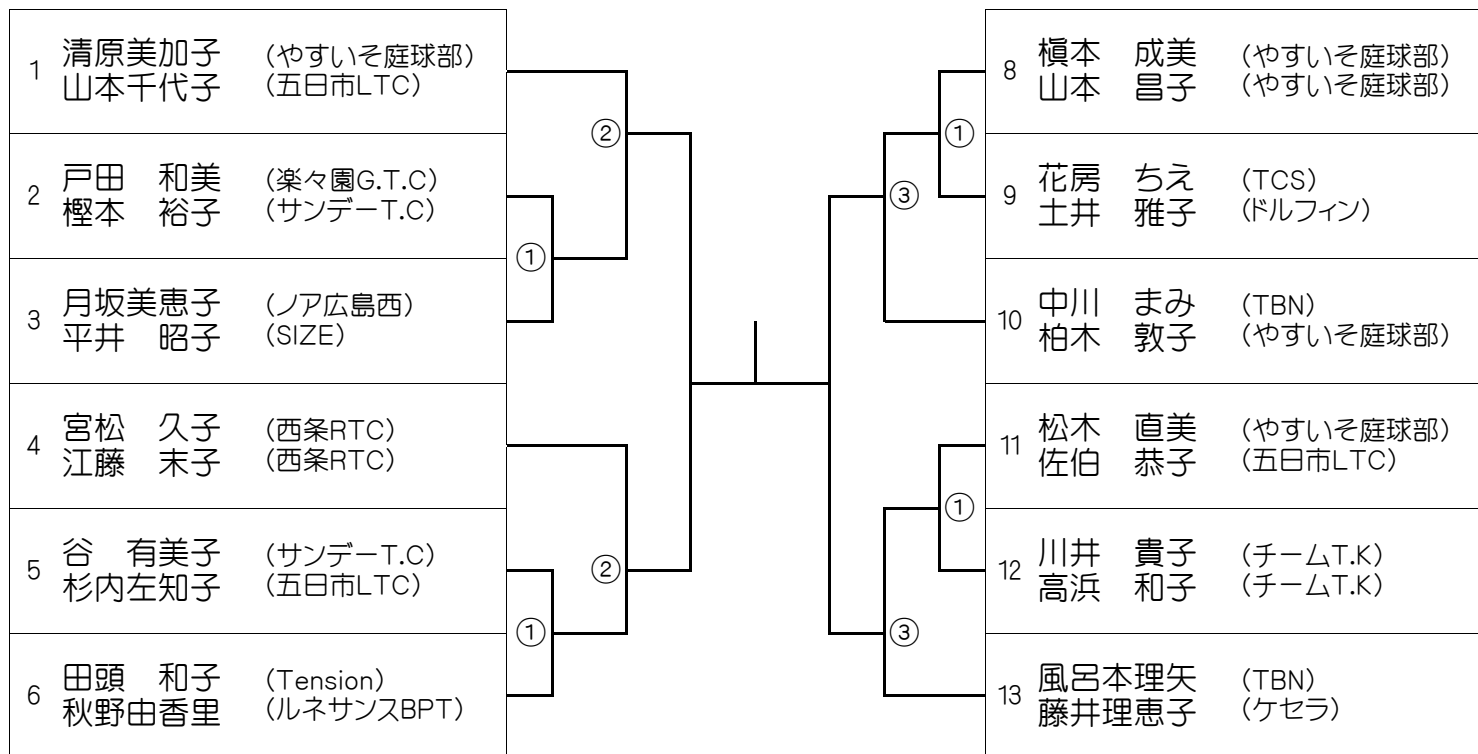 1 清原美加子 (やすいそ庭球部)
山本千代子 (五日市LTC)
2 戸田　和美 (楽々園G.T.C)
樫本　裕子 (サンデーT.C)
3 月坂美恵子 (ノア広島西)
平井　昭子 (SIZE)
4 宮松　久子 (西条RTC)
江藤　末子 (西条RTC)
5 谷　有美子 (サンデーT.C)
杉内左知子 (五日市LTC)
6 田頭　和子 (Tension)
秋野由香里 (ルネサンスBPT)
②
①
②
①
8 槇本　成美 (やすいそ庭球部)
山本　昌子 (やすいそ庭球部)
9 花房　ちえ (TCS)
土井　雅子 (ドルフィン)
10 中川　まみ (TBN)
柏木　敦子 (やすいそ庭球部)
11 松木　直美 (やすいそ庭球部)
佐伯　恭子 (五日市LTC)
12 川井　貴子 (チームT.K)
高浜　和子 (チームT.K)
13 風呂本理矢 (TBN)
藤井理恵子 (ケセラ)
①
③
①
③